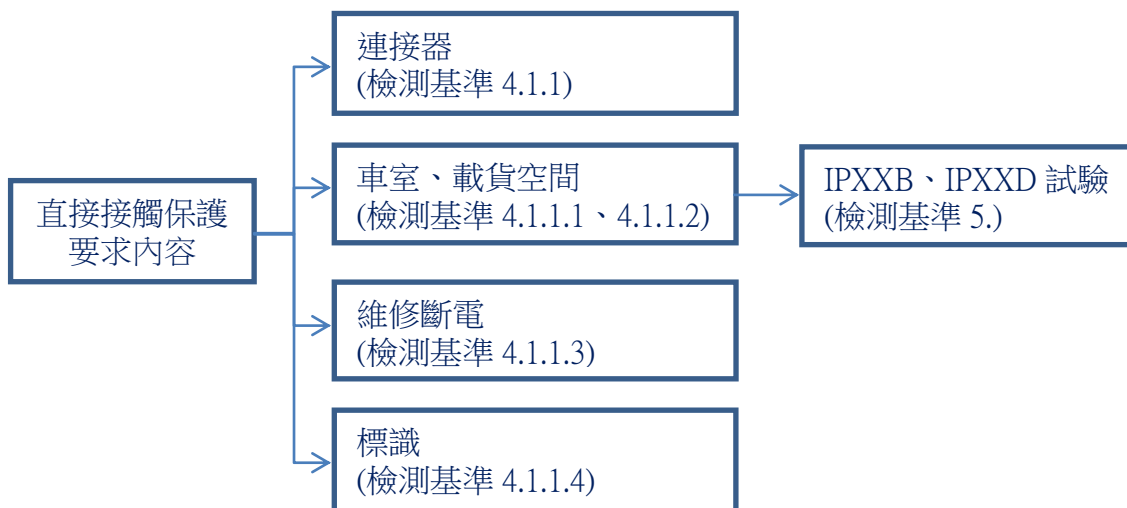 直接接觸保護
要求內容
連接器
(檢測基準 4.1.1)
車室、載貨空間
(檢測基準 4.1.1.1、4.1.1.2)
IPXXB、IPXXD 試驗
(檢測基準 5.)
維修斷電
(檢測基準 4.1.1.3)
標識
(檢測基準 4.1.1.4)